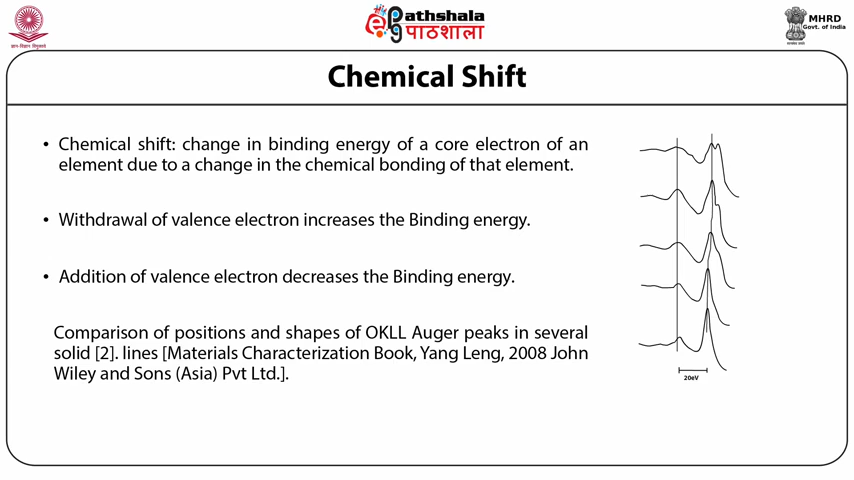 Pathshala
पाठशाला
MHRD
Govt. of India
Chemical Shift
• Chemical shift: change in binding energy of a core electron of an
element due to a change in the chemical bonding of that element.
• Withdrawal of valence electron increases the Binding energy.
• Addition of valence electron decreases the Binding energy.
Comparison of positions and shapes of OKLL Auger peaks in several
solid [2]. lines [Materials Characterization Book, Yang Leng, 2008 John
Wiley and Sons (Asia) Pvt Ltd.].
20eV